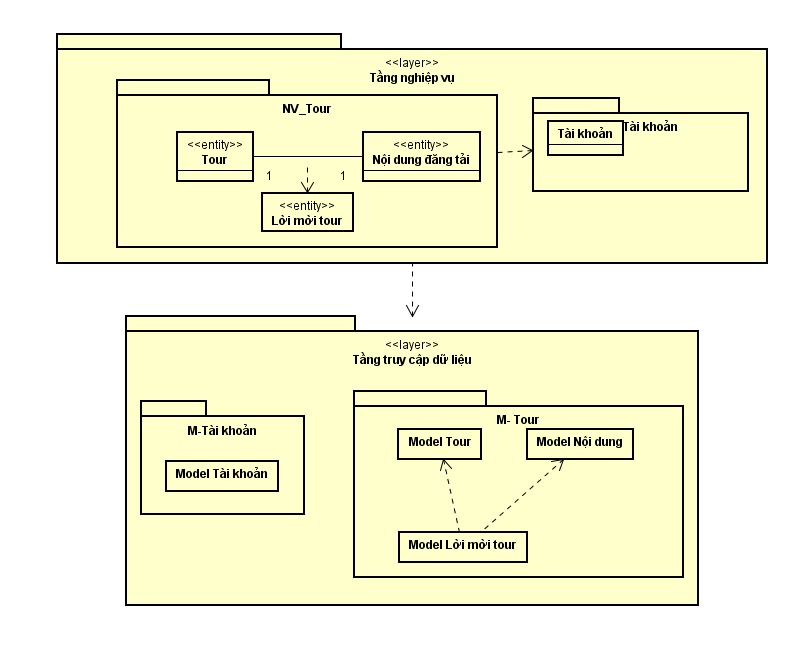 <<layer>>
Tầng nghiệp vụ
NV_Tour
Tài khoản
Tài khoản
<<entity>>
Tour
<<entity>>
Nội dung đăng tải
1
1
<<entity>>
Lời mời tour
<<layer>>
Tầng truy cập dữ liệu
M-Tài khoản
Model Tài khoản
M- Tour
Model Tour
Model Nội dung
Model Lời mời tour